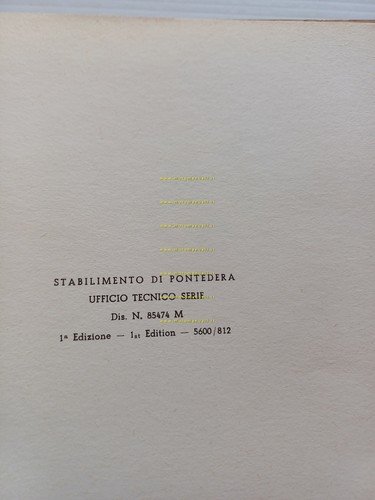 STABILIMENTO DI PONTEDERA
UFFICIO TECNICO SERIE
Dis. N. 85474 M
1ª Edizione — 1st Edition — 5600/812